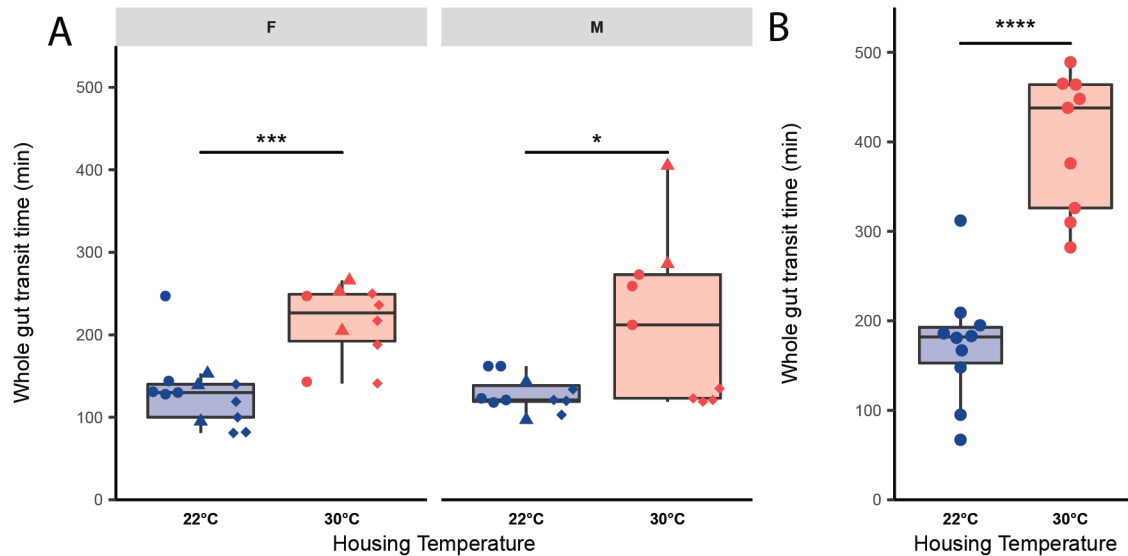 A
F
M
Whole gut transit time (min)
500
400
300
200
100
0
***
*
22°C
30°C
22°C
30°C
Housing Temperature
B
Whole gut transit time (min)
500
400
300
200
100
0
****
22°C
30°C
Housing Temperature